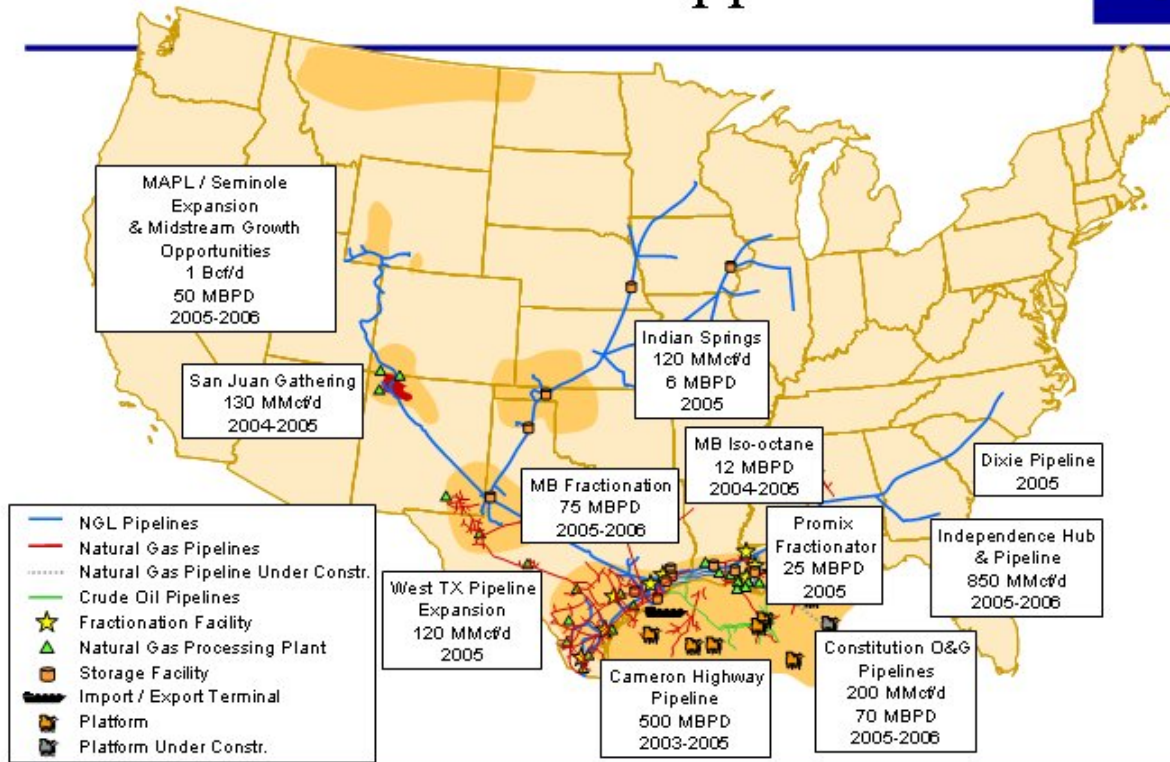 MAPL / Seminole
Expansion
& Midstream Growth
Opportunities
1 Bcf/d
50 MBPD
2005-2006
San Juan Gathering
130 MMcf/d
2004-2005
Indian Springs
120 MMcf/d
6 MBPD
2005
MB Iso-octane
12 MBPD
2004-2005
Dixie Pipeline
2005
MB Fractionation
75 MBPD
2005-2006
Promix
Fractionator
25 MBPD
2005
Independence Hub
& Pipeline
850 MMcf/d
2005-2006
West TX Pipeline
Expansion
120 MMcf/d
2005
Cameron Highway
Pipeline
500 MBPD
2003-2005
Constitution O&G
Pipelines
200 MMcf/d
70 MBPD
2005-2006
NGL Pipelines
Natural Gas Pipelines
Natural Gas Pipeline Under Constr.
Crude Oil Pipelines
Fractionation Facility
Natural Gas Processing Plant
Storage Facility
Import / Export Terminal
Platform
Platform Under Constr.